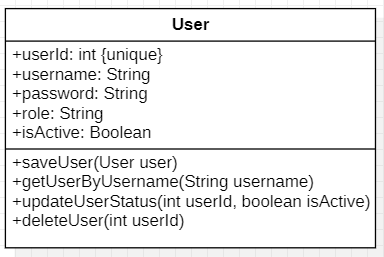 User
+userId: int {unique}
+username: String
+password: String
+role: String
+isActive: Boolean
+saveUser(User user)
+getUserByUsername(String username)
+updateUserStatus(int userId, boolean isActive)
+deleteUser(int userId)